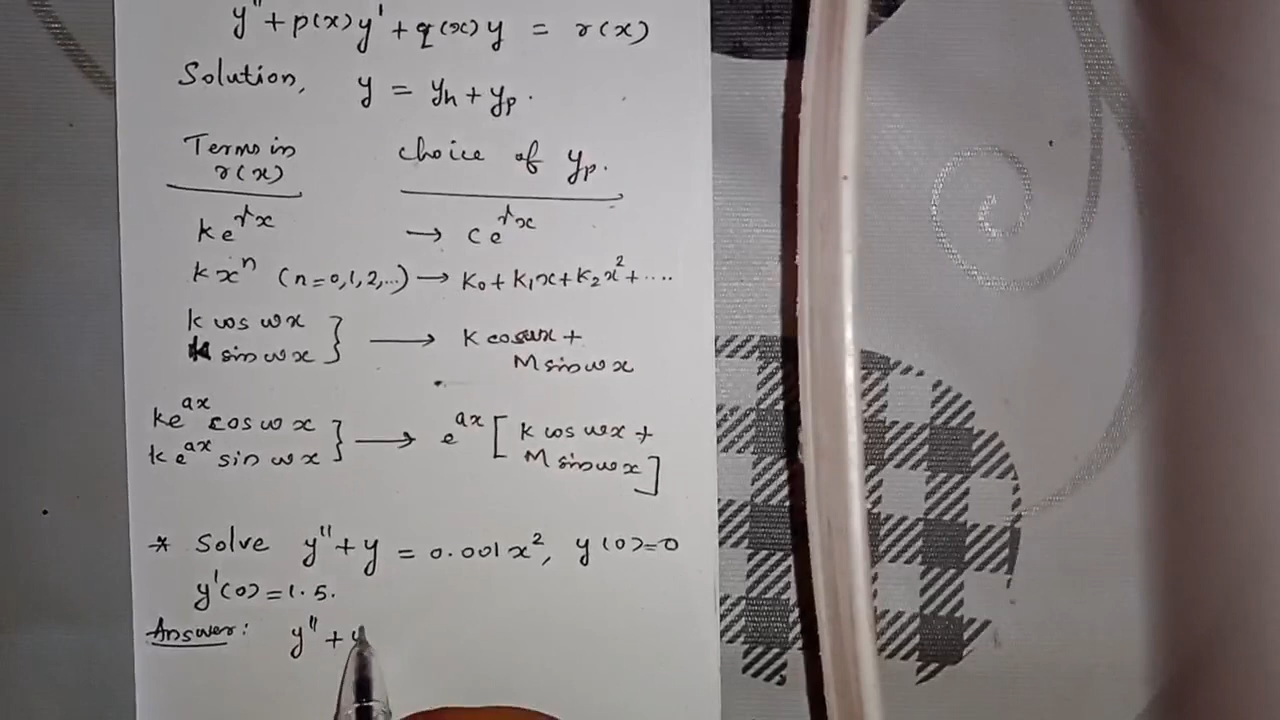 y" + p(x)y' + q(x)y = r(x)
Solution, y = yh + yp.
Terms in r(x) choice of yp.
ke^γx → ce^γx
kx^n (n=0,1,2,...) → K0+K1x+K2x^2+....
k cos ωx
k sin ωx } → K cos ωx +
M sin ωx
ke^ax cos ωx
ke^ax sin ωx } → e^ax [ K cos ωx +
M sin ωx ]
* Solve y" + y = 0.001x^2, y(0)=0
y'(0)=1.5.
Answer: y" +